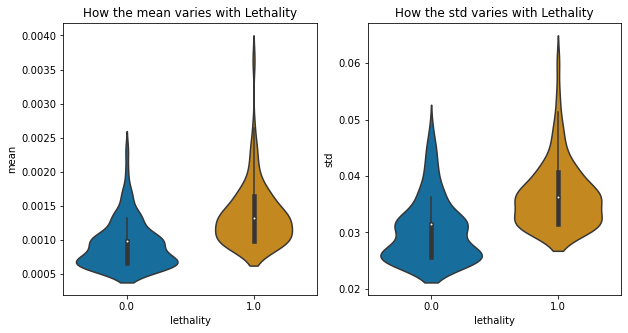 How the mean varies with Lethality
0.0040
0.0035
0.0030
0.0025
0.0020
0.0015
0.0010
0.0005
mean
0.0
1.0
lethality
How the std varies with Lethality
0.06
0.05
0.04
0.03
0.02
std
0.0
1.0
lethality